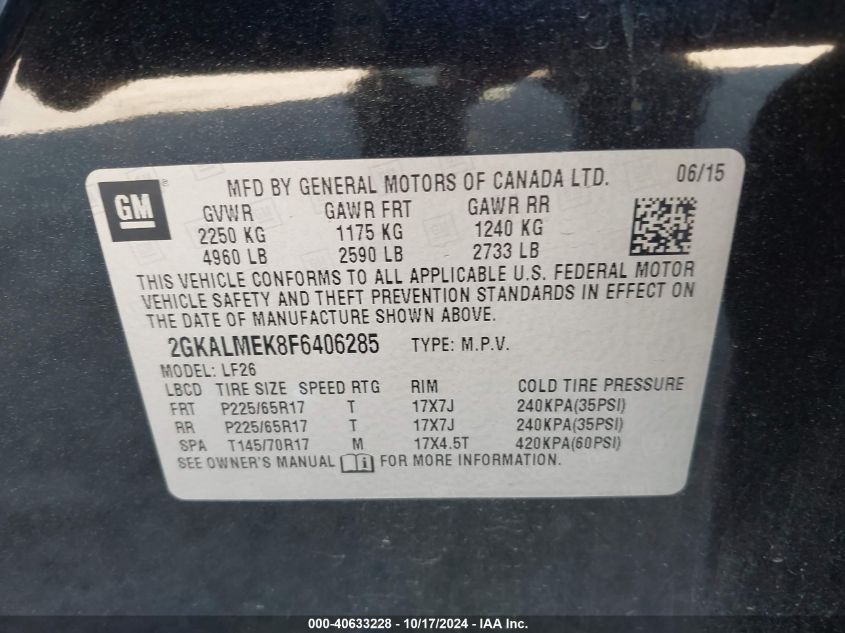 GM ® MFD BY GENERAL MOTORS OF CANADA LTD. 06/15
GVWR GAWR FRT GAWR RR
2250 KG 1175 KG 1240 KG
4960 LB 2590 LB 2733 LB
THIS VEHICLE CONFORMS TO ALL APPLICABLE U.S. FEDERAL MOTOR
VEHICLE SAFETY AND THEFT PREVENTION STANDARDS IN EFFECT ON
THE DATE OF MANUFACTURE SHOWN ABOVE.
2GKALMEK8F6406285 TYPE: M.P.V.
MODEL: LF26
LBCD TIRE SIZE SPEED RTG RIM COLD TIRE PRESSURE
FRT P225/65R17 T 17X7J 240KPA(35PSI)
RR P225/65R17 T 17X7J 240KPA(35PSI)
SPA T145/70R17 M 17X4.5T 420KPA(60PSI)
SEE OWNER'S MANUAL i FOR MORE INFORMATION.
000-40633228 - 10/17/2024 - IAA Inc.